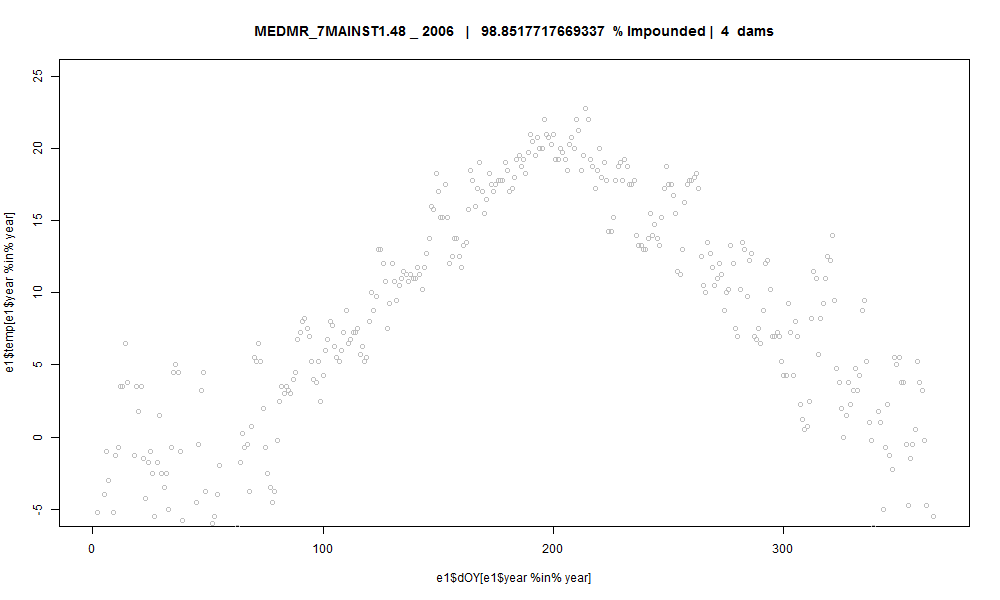 MEDMR_7MAINST1.48 _ 2006 | 98.8517717669337 % Impounded | 4 dams
e1$temp[e1$year %in% year]
25
20
15
10
5
0
-5
0 100 200 300
e1$dOY[e1$year %in% year]